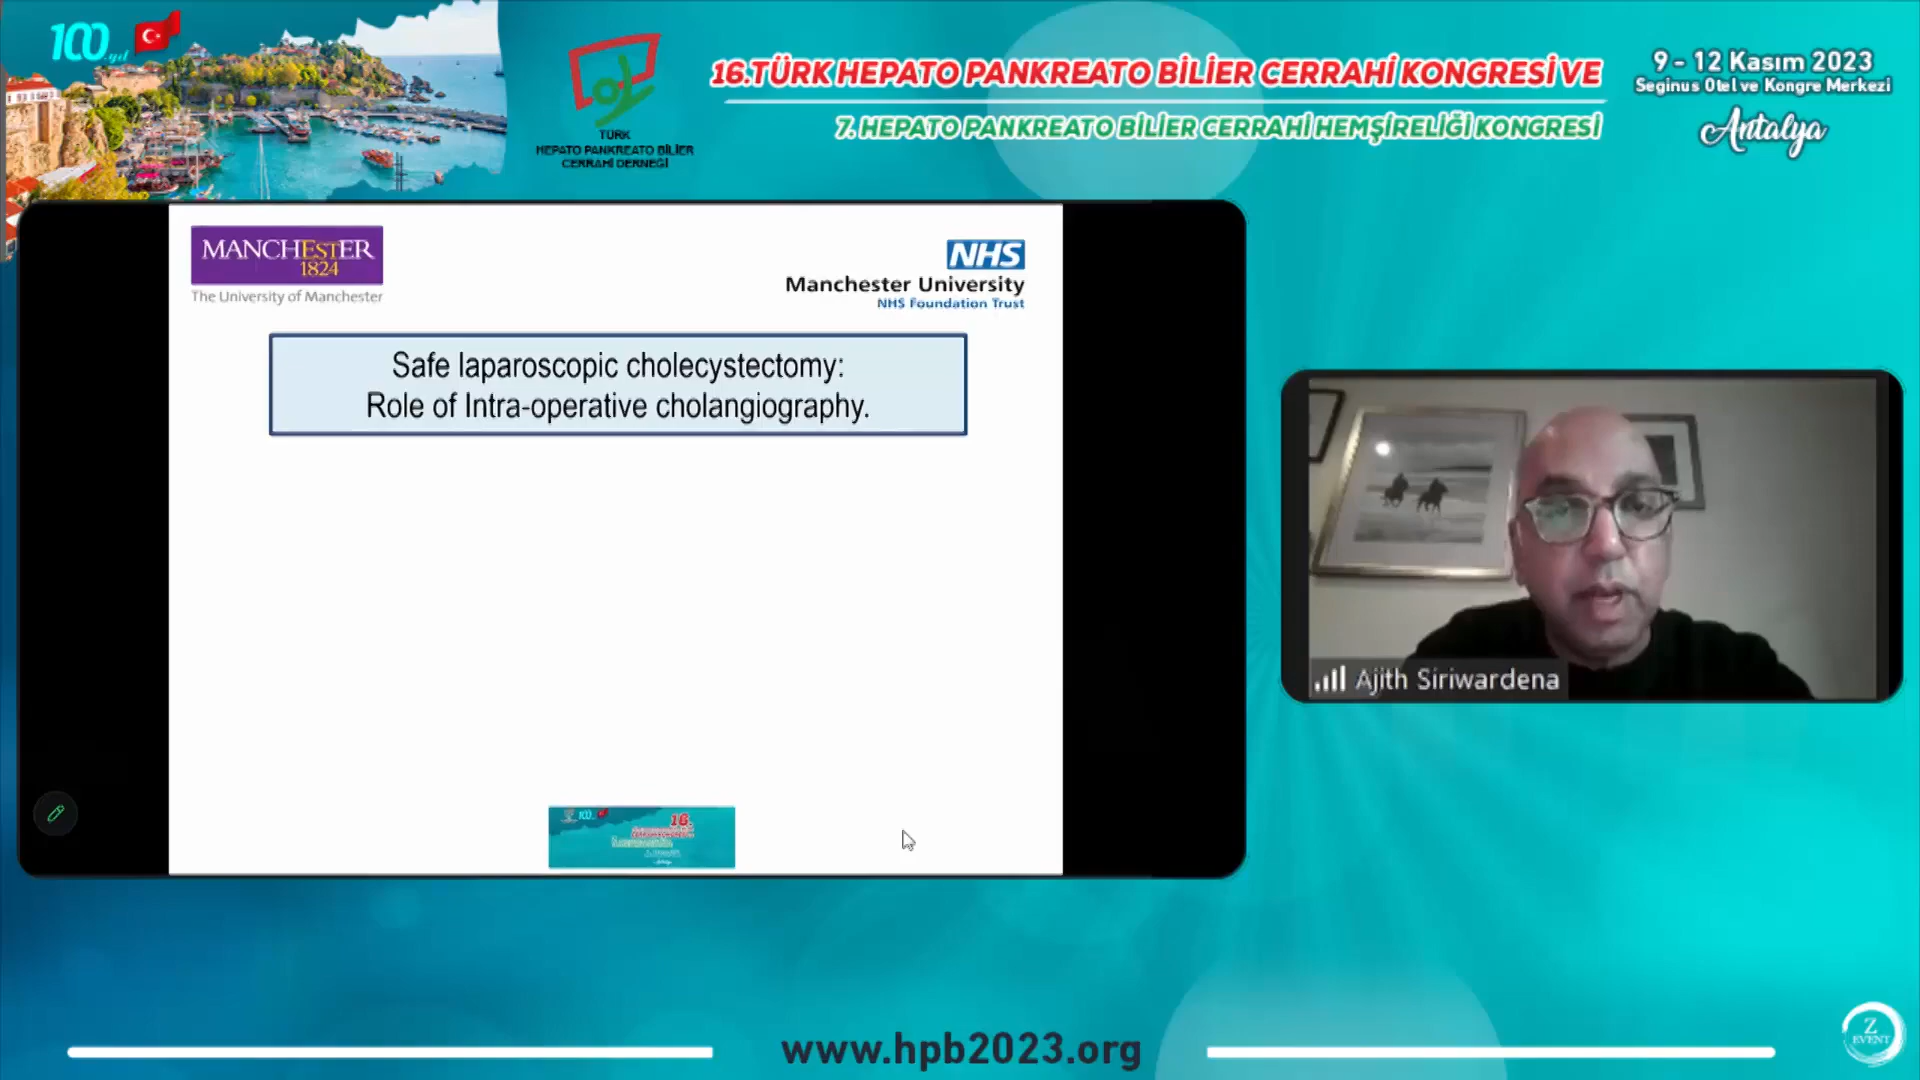 100.yıl
TÜRK
HEPATO PANKREATO BİLİER
CERRAHİ DERNEĞİ
16.TÜRK HEPATO PANKREATO BİLİER CERRAHİ KONGRESİ VE
7. HEPATO PANKREATO BİLİER CERRAHİ HEMŞİRELİĞİ KONGRESİ
9 - 12 Kasım 2023
Seginus Otel ve Kongre Merkezi
Antalya
MANCHESTER
1824
The University of Manchester
NHS
Manchester University
NHS Foundation Trust
Safe laparoscopic cholecystectomy:
Role of Intra-operative cholangiography.
100.
16.
Ajith Siriwardena
www.hpb2023.org
Z
EVENT